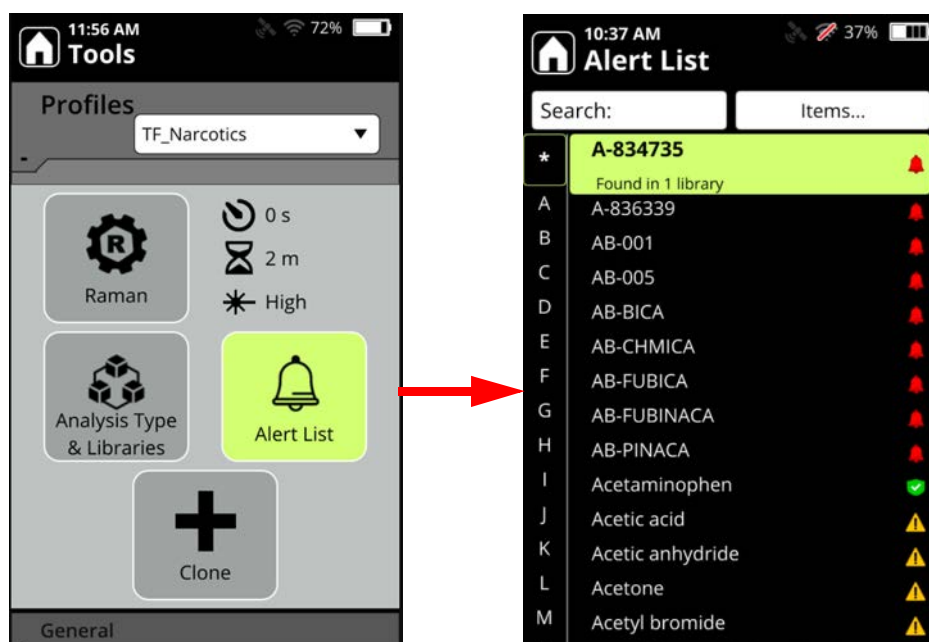 11:56 AM
72%
Tools
Profiles
TF_Narcotics
-
R
0 s
2 m
Raman
High
Analysis Type
& Libraries
Alert List
Clone
General
10:37 AM
37%
Alert List
Search:
Items...
*
A-834735
Found in 1 library
A
A-836339
B
AB-001
C
AB-005
D
AB-BICA
E
AB-CHMICA
F
AB-FUBICA
G
AB-FUBINACA
H
AB-PINACA
I
Acetaminophen
J
Acetic acid
K
Acetic anhydride
L
Acetone
M
Acetyl bromide